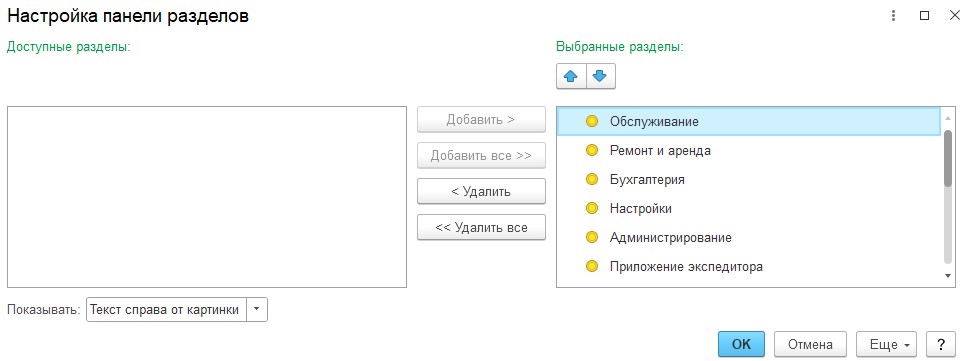 Настройка панели разделов
Доступные разделы:
Выбранные разделы:
Добавить >
Добавить все >>
< Удалить
<< Удалить все
Обслуживание
Ремонт и аренда
Бухгалтерия
Настройки
Администрирование
Приложение экспедитора
Показывать: Текст справа от картинки
OK Отмена Еще ?